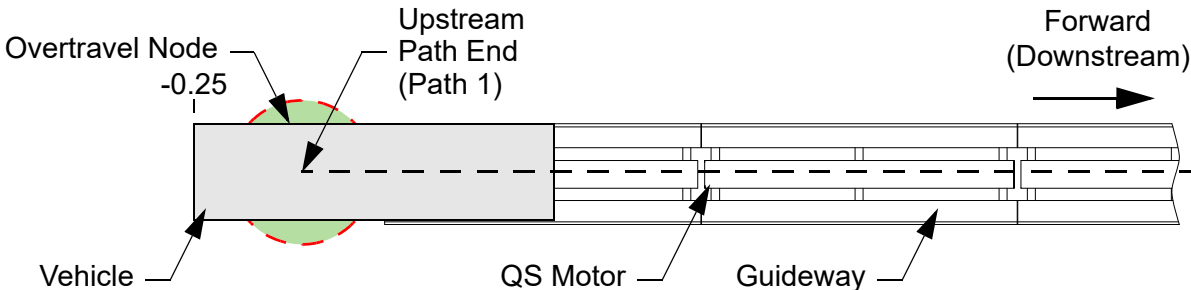 Upstream
Path End
(Path 1)
Overtravel Node
-0.25
Forward
(Downstream)
Vehicle
QS Motor
Guideway